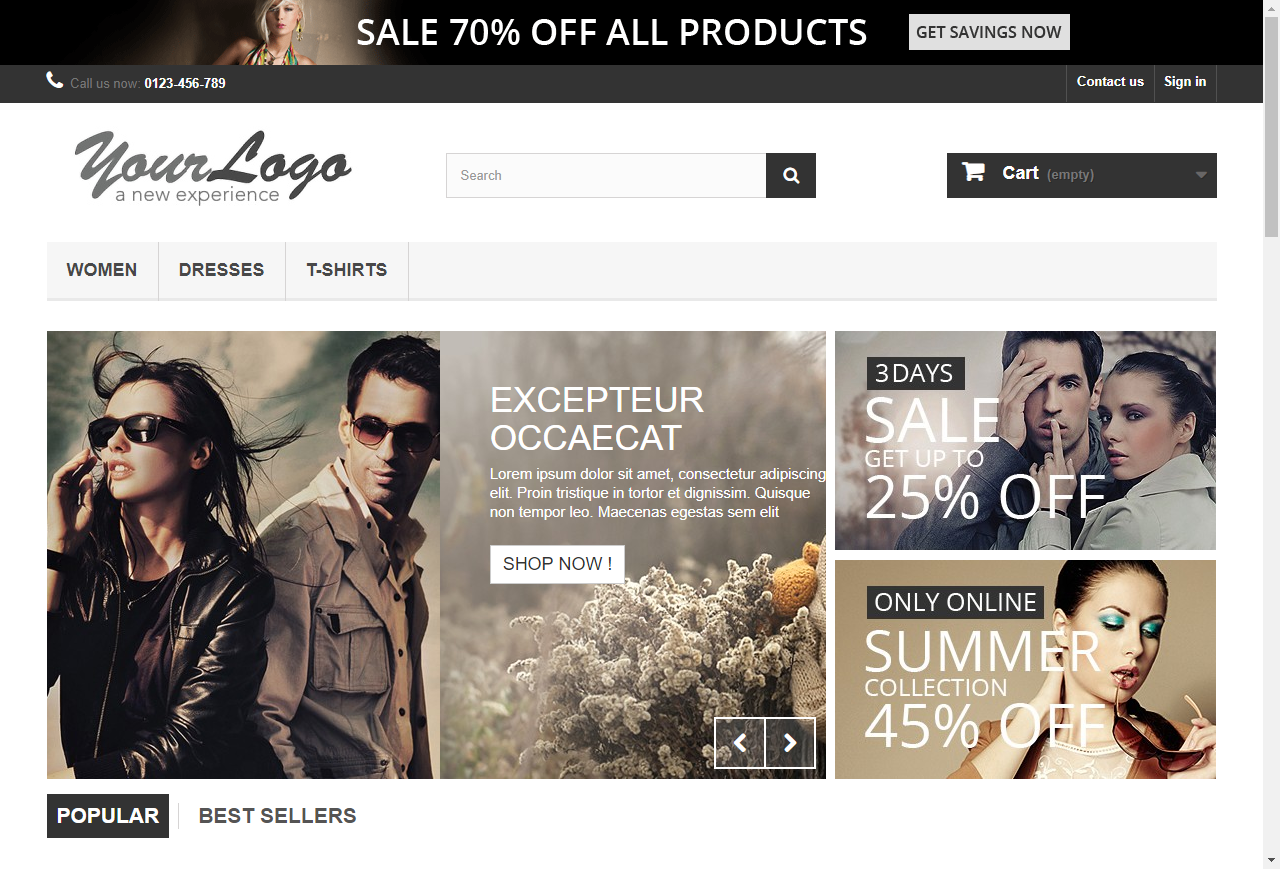 SALE 70% OFF ALL PRODUCTS
GET SAVINGS NOW
Call us now: 0123-456-789
Contact us
Sign in
YourLogo
a new experience
Search
Cart (empty)
WOMEN
DRESSES
T-SHIRTS
EXCEPTEUR
OCCAECAT
Lorem ipsum dolor sit amet, consectetur adipiscing
elit. Proin tristique in tortor et dignissim. Quisque
non tempor leo. Maecenas egestas sem elit
SHOP NOW !
3 DAYS
SALE
GET UP TO
25% OFF
ONLY ONLINE
SUMMER
COLLECTION
45% OFF
POPULAR
BEST SELLERS